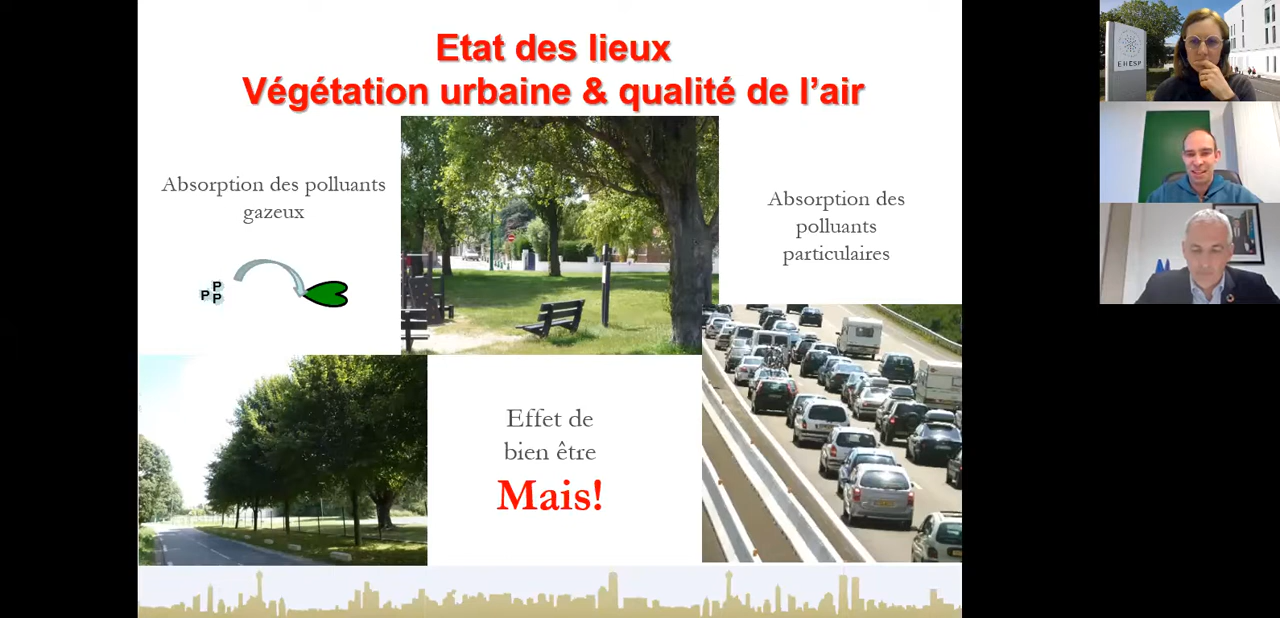 Etat des lieux
Végétation urbaine & qualité de l’air
Absorption des polluants
gazeux
P
P
P
Absorption des
polluants
particulaires
Effet de
bien être
Mais!
EHESP